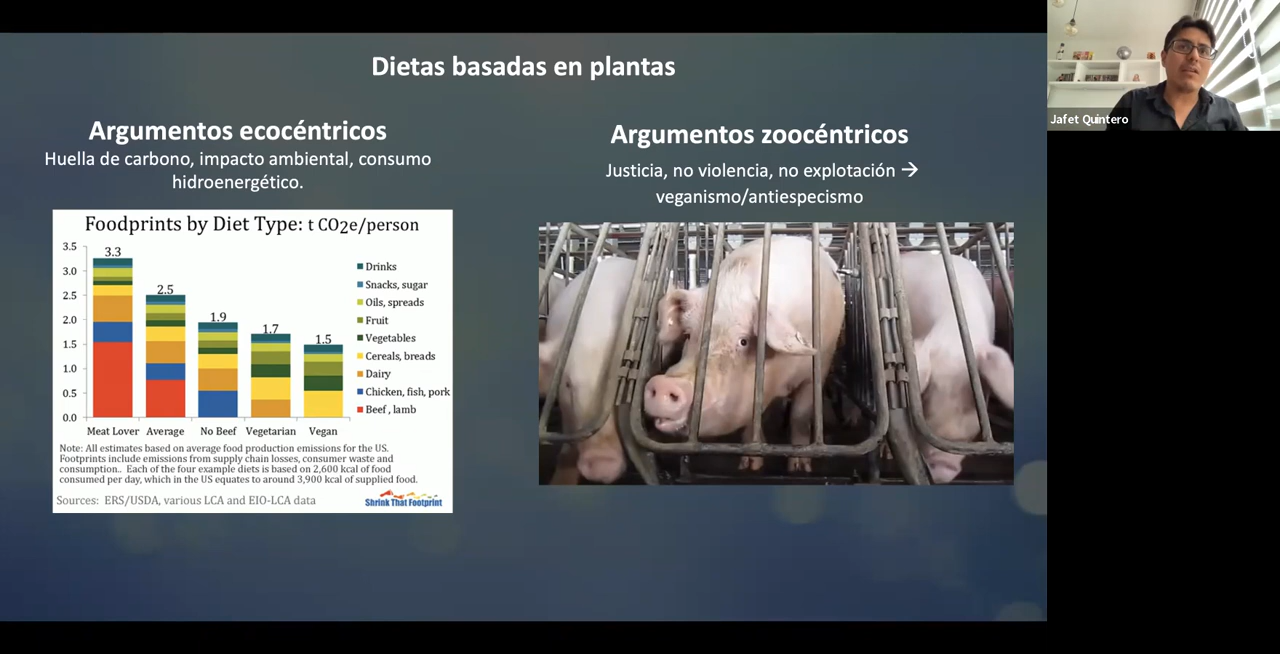 Dietas basadas en plantas
Argumentos ecocéntricos
Huella de carbono, impacto ambiental, consumo
hidroenergético.
Foodprints by Diet Type: t CO2e/person
3.5
3.0
2.5
2.0
1.5
1.0
0.5
0.0
3.3
2.5
1.9
1.7
1.5
Meat Lover
Average
No Beef
Vegetarian
Vegan
Drinks
Snacks, sugar
Oils, spreads
Fruit
Vegetables
Cereals, breads
Dairy
Chicken, fish, pork
Beef , lamb
Note: All estimates based on average food production emissions for the US.
Footprints include emissions from supply chain losses, consumer waste and
consumption.. Each of the four example diets is based on 2,600 kcal of food
consumed per day, which in the US equates to around 3,900 kcal of supplied food.
Sources: ERS/USDA, various LCA and EIO-LCA data
Shrink That Footprint
Argumentos zoocéntricos
Justicia, no violencia, no explotación →
veganismo/antiespecismo
Jafet Quintero